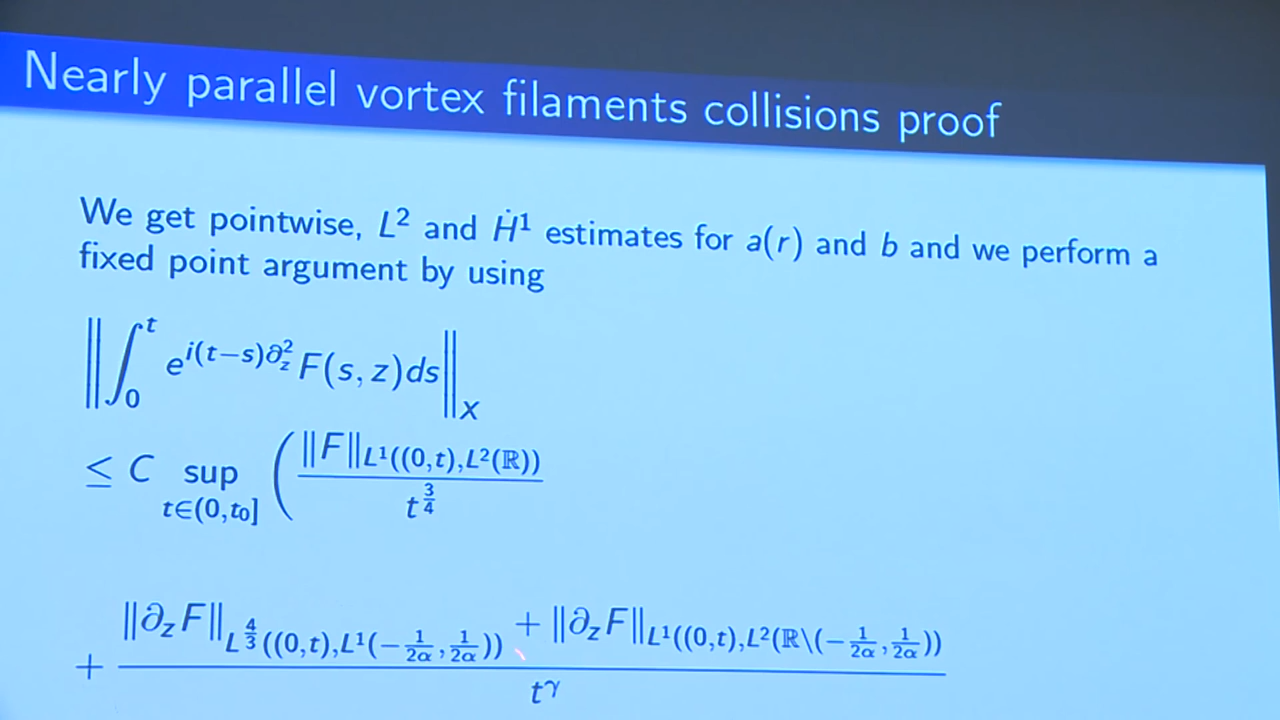 Nearly parallel vortex filaments collisions proof
We get pointwise, L² and Ḣ¹ estimates for a(r) and b and we perform a
fixed point argument by using
‖∫₀ᵗ e^{i(t−s)∂_z²} F(s, z)ds‖_X
≤ C sup_{t∈(0,t₀]} ( ‖F‖_{L¹((0,t),L²(ℝ))} / t^{3/4}
+ (‖∂_z F‖_{L^{4/3}((0,t),L¹(−1/2α, 1/2α))} + ‖∂_z F‖_{L¹((0,t),L²(ℝ\(−1/2α, 1/2α))}) / t^γ